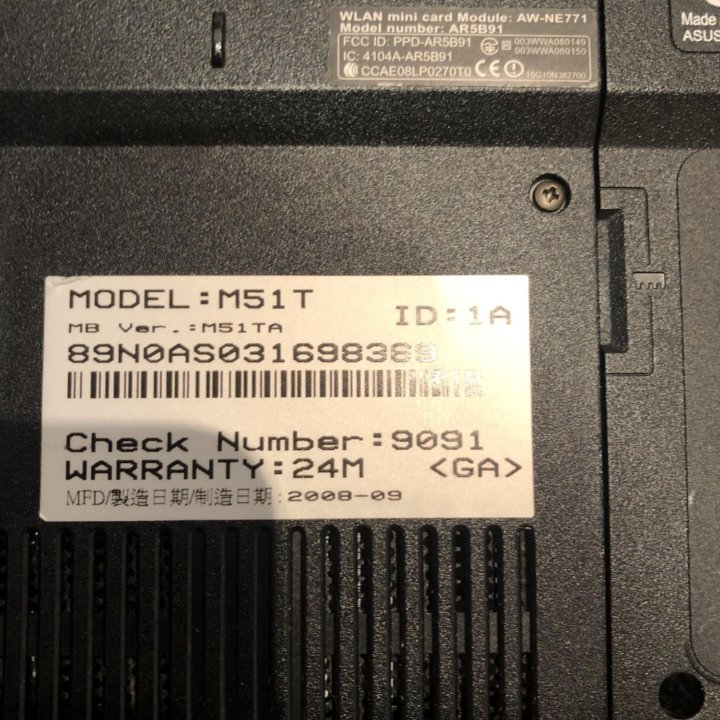 WLAN mini card Module: AW-NE771
Model number: AR5B91
FCC ID: PPD-AR5B91
003WWA080149
IC: 4104A-AR5B91
003WWA080150
CCAE08LP0270T0 CE
15G10N382700
Made
ASUS
MODEL:M51T
ID:1A
MB Ver.:M51TA
89N0AS031698389
Check Number:9091
WARRANTY:24M <GA>
MFD/製造日期/制造日期:2008-09